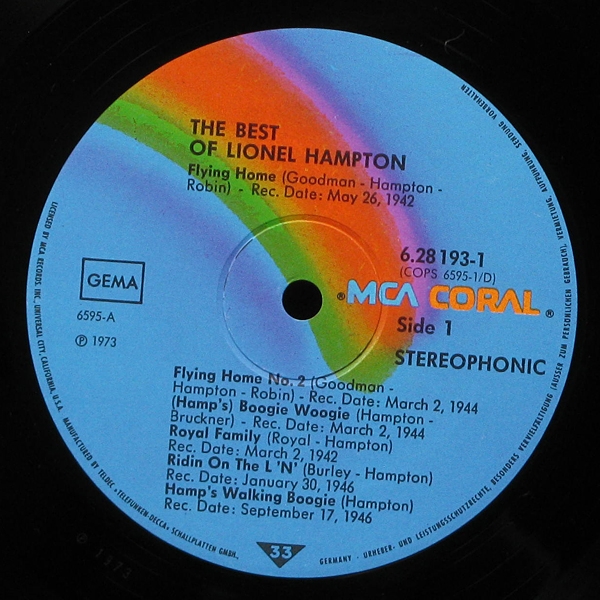 THE BEST
OF LIONEL HAMPTON
Flying Home (Goodman - Hampton -
Robin) - Rec. Date: May 26, 1942
6.28193-1
(COPS 6595-1/D)
®MCA CORAL®
Side 1
STEREOPHONIC
GEMA
6595-A
℗ 1973
Flying Home No. 2 (Goodman -
Hampton - Robin) - Rec. Date: March 2, 1944
(Hamp's) Boogie Woogie (Hampton -
Bruckner) - Rec. Date: March 2, 1944
Royal Family (Royal - Hampton)
Rec. Date: March 2, 1942
Ridin On The L 'N' (Burley - Hampton)
Rec. Date: January 30, 1946
Hamp's Walking Boogie (Hampton)
Rec. Date: September 17, 1946
33
LICENSED BY MCA RECORDS, INC., UNIVERSAL CITY, CALIFORNIA, U.S.A. MANUFACTURED BY TELDEC »TELEFUNKEN-DECCA« SCHALLPLATTEN GMBH.,
GERMANY - URHEBER- UND LEISTUNGSSCHUTZRECHTE, BESONDERS VERVIELFÄLTIGUNG (AUSSER ZUM PERSÖNLICHEN GEBRAUCH), VERMIETUNG, AUFFÜHRUNG, SENDUNG VORBEHALTEN